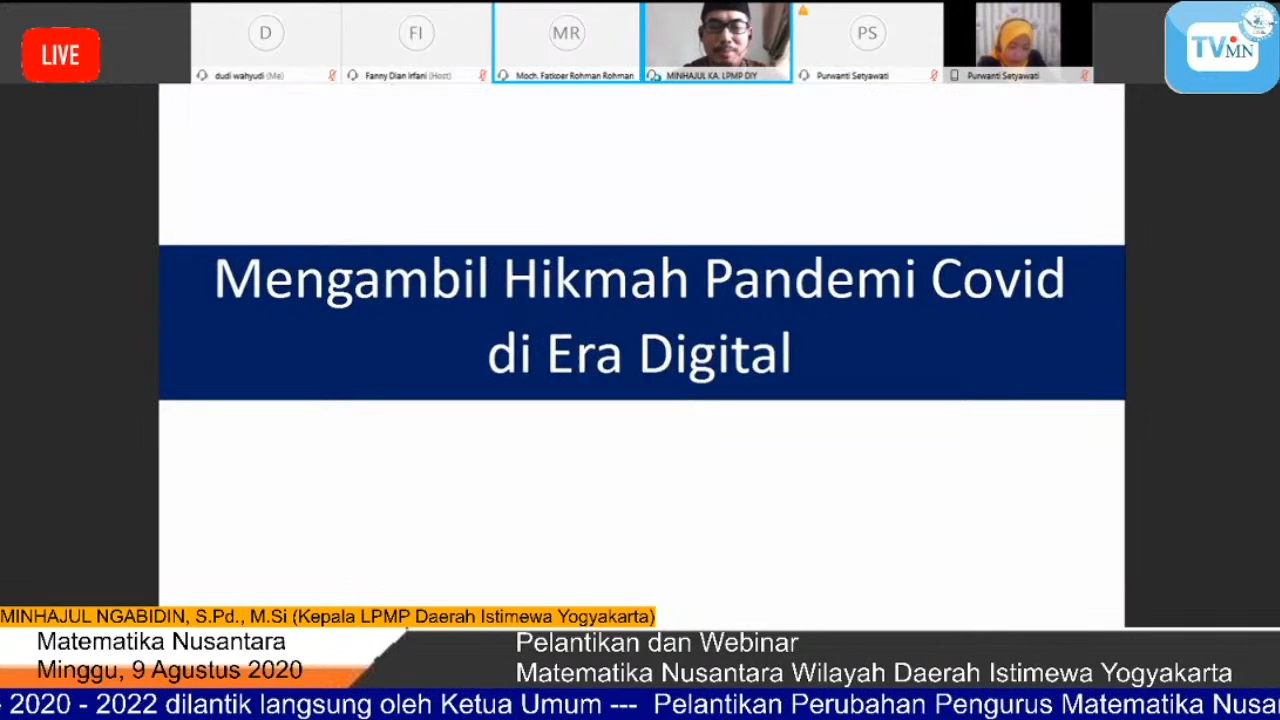 LIVE
D
FI
MR
PS
dudi wahyudi (Me)
Fanny Dian Irfani (Host)
Moch. Fatkoer Rohman Rohman
MINHAJUL KA. LPMP DIY
Purwanti Setyawati
Purwanti Setyawati
TVMN
Mengambil Hikmah Pandemi Covid
di Era Digital
MINHAJUL NGABIDIN, S.Pd., M.Si (Kepala LPMP Daerah Istimewa Yogyakarta)
Matematika Nusantara
Minggu, 9 Agustus 2020
Pelantikan dan Webinar
Matematika Nusantara Wilayah Daerah Istimewa Yogyakarta
- 2020 - 2022 dilantik langsung oleh Ketua Umum --- Pelantikan Perubahan Pengurus Matematika Nusa